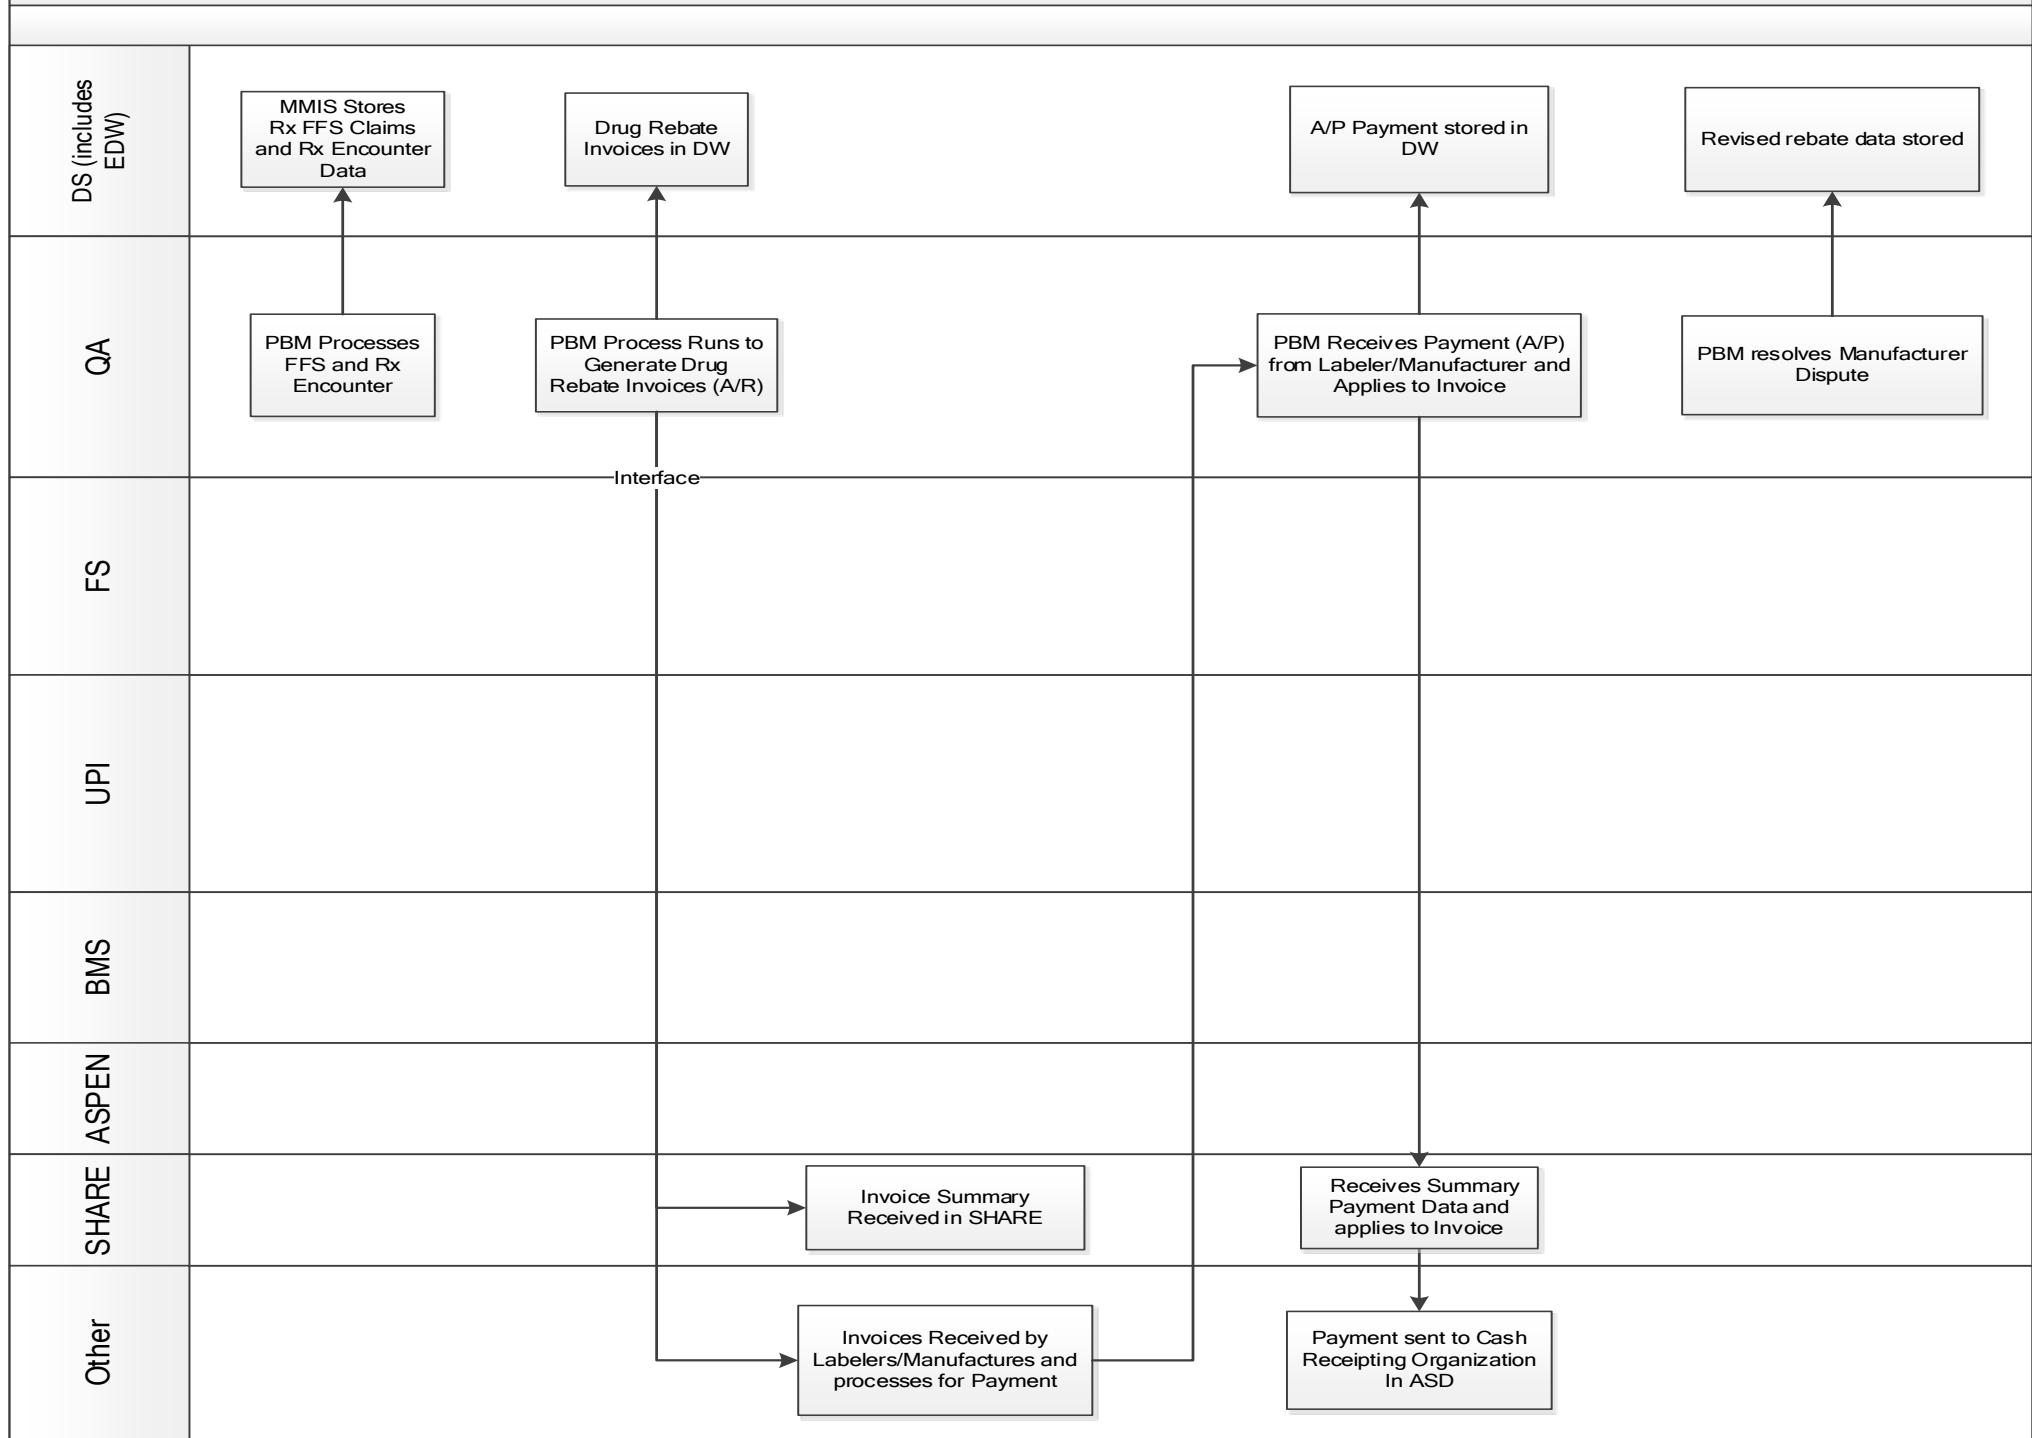 DS (includes
EDW)
MMIS Stores
Rx FFS Claims
and Rx Encounter
Data
Drug Rebate
Invoices in DW
A/P Payment stored in
DW
Revised rebate data stored
QA
PBM Processes
FFS and Rx
Encounter
PBM Process Runs to
Generate Drug
Rebate Invoices (A/R)
PBM Receives Payment (A/P)
from Labeler/Manufacturer and
Applies to Invoice
PBM resolves Manufacturer
Dispute
Interface
FS
UPI
BMS
ASPEN
SHARE
Invoice Summary
Received in SHARE
Receives Summary
Payment Data and
applies to Invoice
Other
Invoices Received by
Labelers/Manufactures and
processes for Payment
Payment sent to Cash
Receipting Organization
In ASD